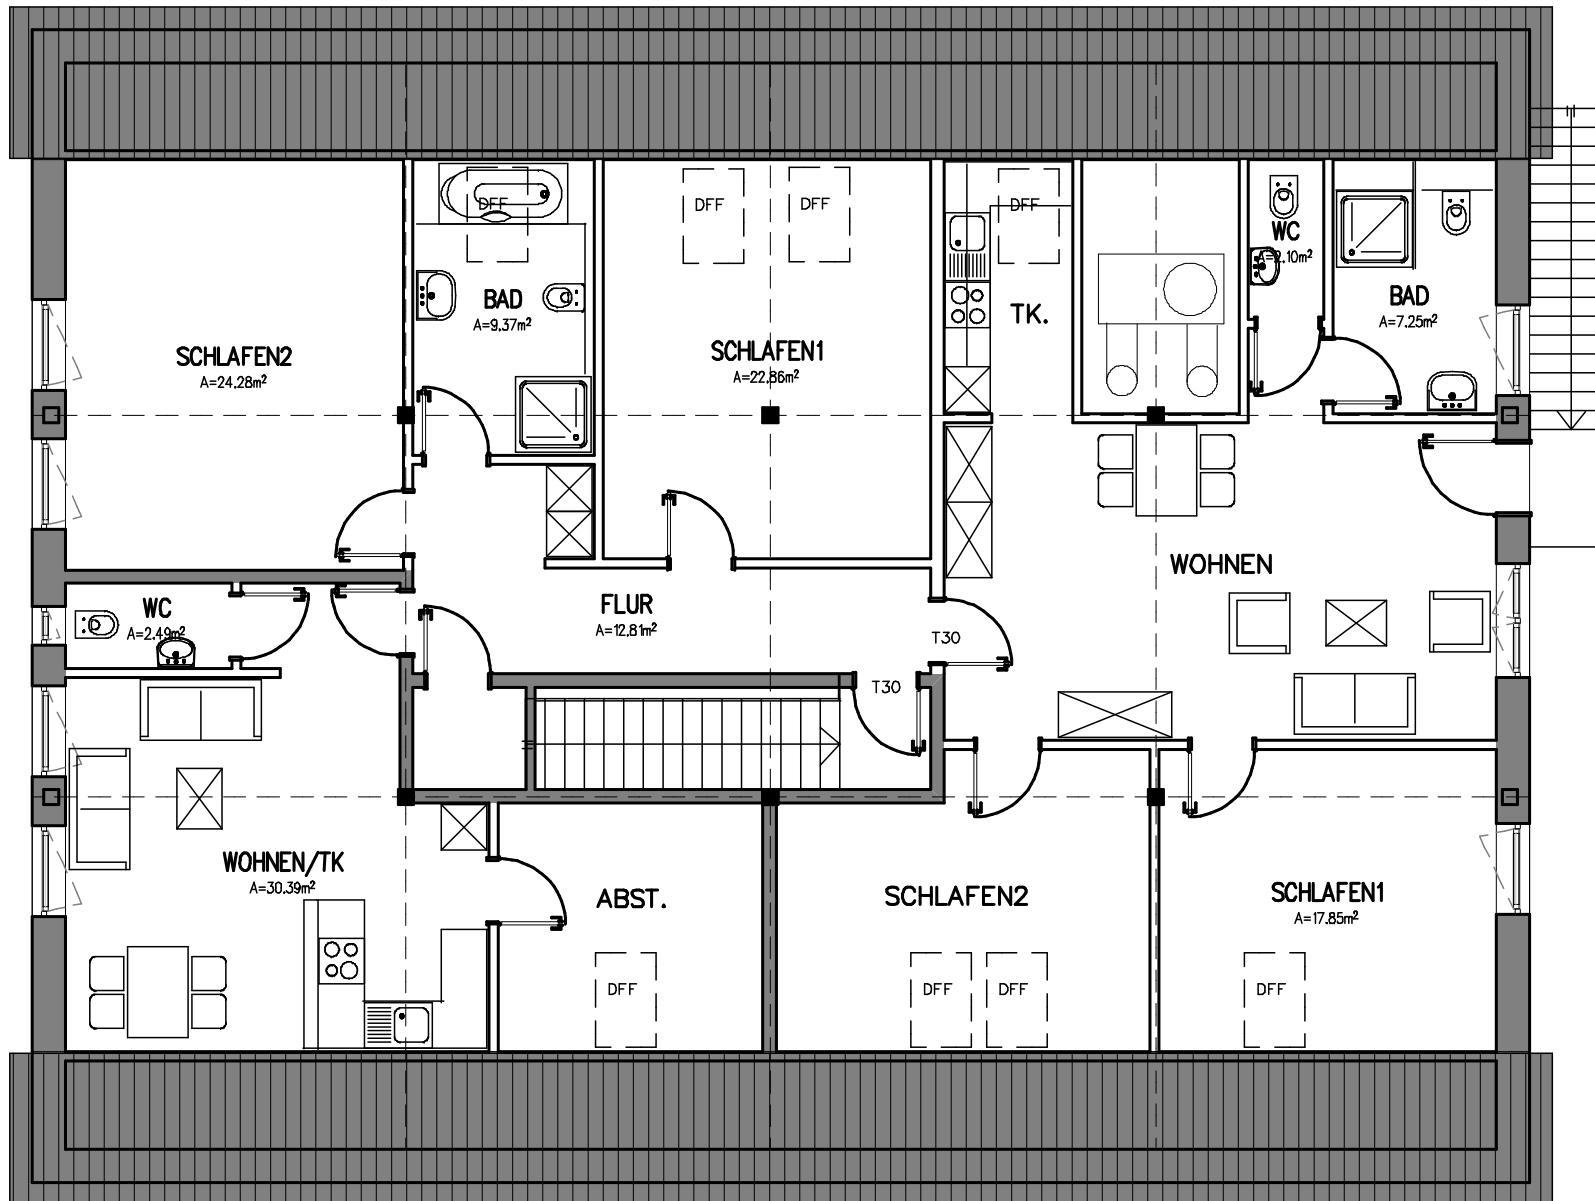 DFF
DFF
DFF
DFF
WC
A=2.10m²
BAD
A=9.37m²
BAD
A=7.25m²
TK.
SCHLAFEN2
A=24.28m²
SCHLAFEN1
A=22.86m²
WOHNEN
WC
A=2.49m²
FLUR
A=12.81m²
T30
T30
WOHNEN/TK
A=30.39m²
ABST.
SCHLAFEN2
SCHLAFEN1
A=17.85m²
DFF
DFF
DFF
DFF